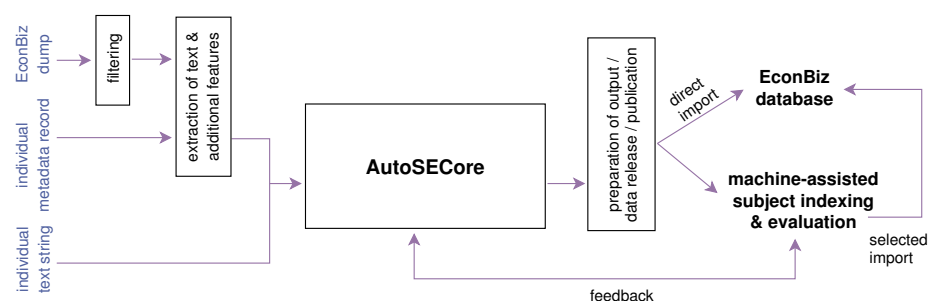 EconBiz
dump
filtering
extraction of text &
additional features
individual
metadata record
individual
text string
AutoSECore
preparation of output /
data release / publication
direct
import
EconBiz
database
machine-assisted
subject indexing
& evaluation
selected
import
feedback